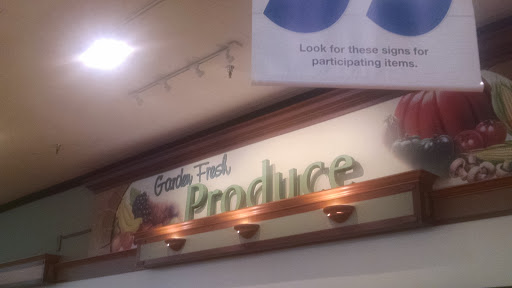 Look for these signs for
participating items.
Garden Fresh
Produce